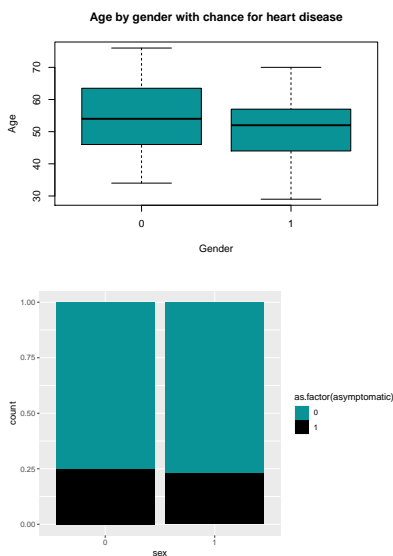 Age by gender with chance for heart disease
70
60
50
40
30
Age
0 1
Gender
1.00
0.75
0.50
0.25
0.00
count
0 1
sex
as.factor(asymptomatic)
0
1